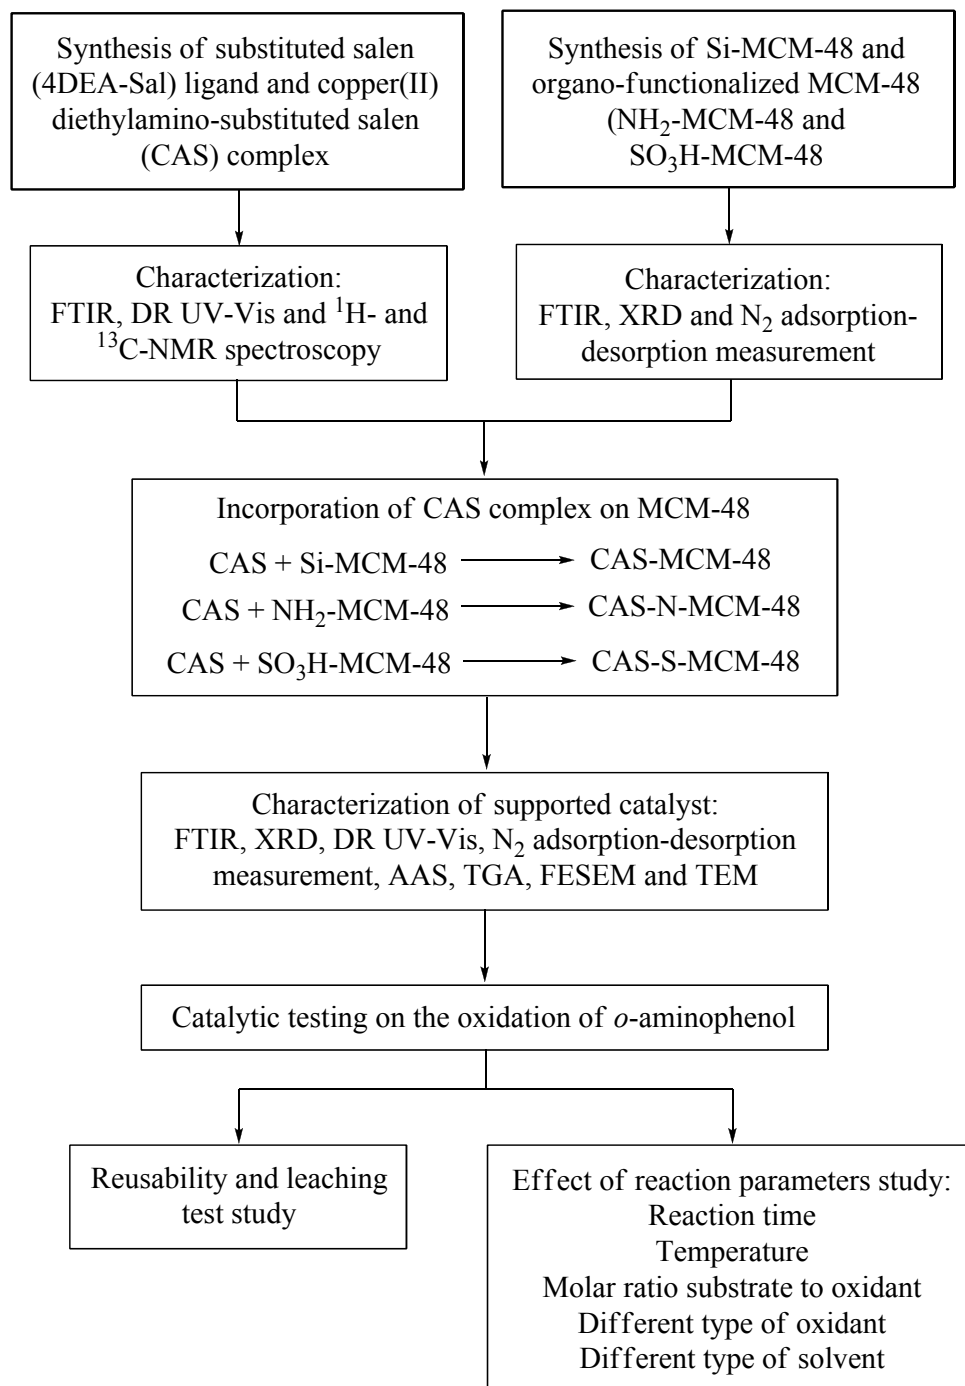 Synthesis of substituted salen
(4DEA-Sal) ligand and copper(II)
diethylamino-substituted salen
(CAS) complex
Synthesis of Si-MCM-48 and
organo-functionalized MCM-48
(NH₂-MCM-48 and
SO₃H-MCM-48
Characterization:
FTIR, DR UV-Vis and ¹H- and
¹³C-NMR spectroscopy
Characterization:
FTIR, XRD and N₂ adsorption-
desorption measurement
Incorporation of CAS complex on MCM-48
CAS + Si-MCM-48 ⟶ CAS-MCM-48
CAS + NH₂-MCM-48 ⟶ CAS-N-MCM-48
CAS + SO₃H-MCM-48 ⟶ CAS-S-MCM-48
Characterization of supported catalyst:
FTIR, XRD, DR UV-Vis, N₂ adsorption-desorption
measurement, AAS, TGA, FESEM and TEM
Catalytic testing on the oxidation of o-aminophenol
Reusability and leaching
test study
Effect of reaction parameters study:
Reaction time
Temperature
Molar ratio substrate to oxidant
Different type of oxidant
Different type of solvent